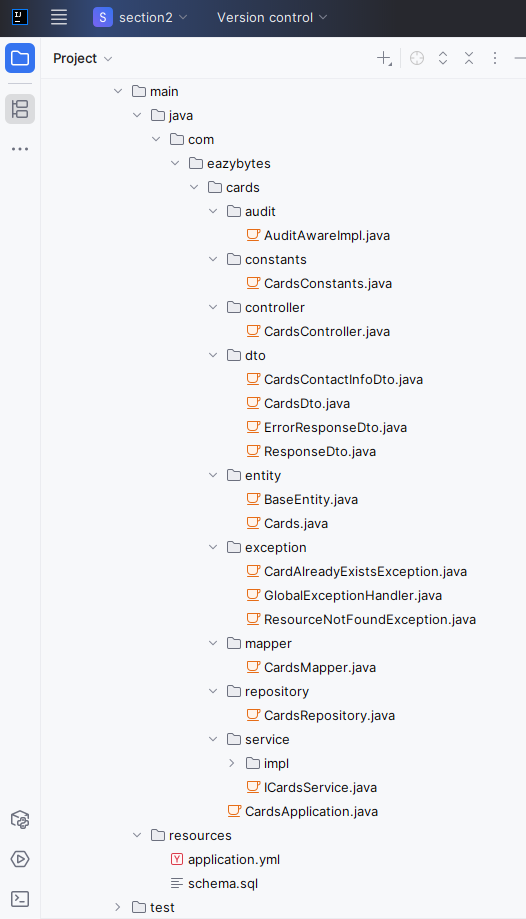 IJ
S section2 Version control
Project
main
java
com
eazybytes
cards
audit
AuditAwareImpl.java
constants
CardsConstants.java
controller
CardsController.java
dto
CardsContactInfoDto.java
CardsDto.java
ErrorResponseDto.java
ResponseDto.java
entity
BaseEntity.java
Cards.java
exception
CardAlreadyExistsException.java
GlobalExceptionHandler.java
ResourceNotFoundException.java
mapper
CardsMapper.java
repository
CardsRepository.java
service
impl
ICardsService.java
CardsApplication.java
resources
Y application.yml
schema.sql
test